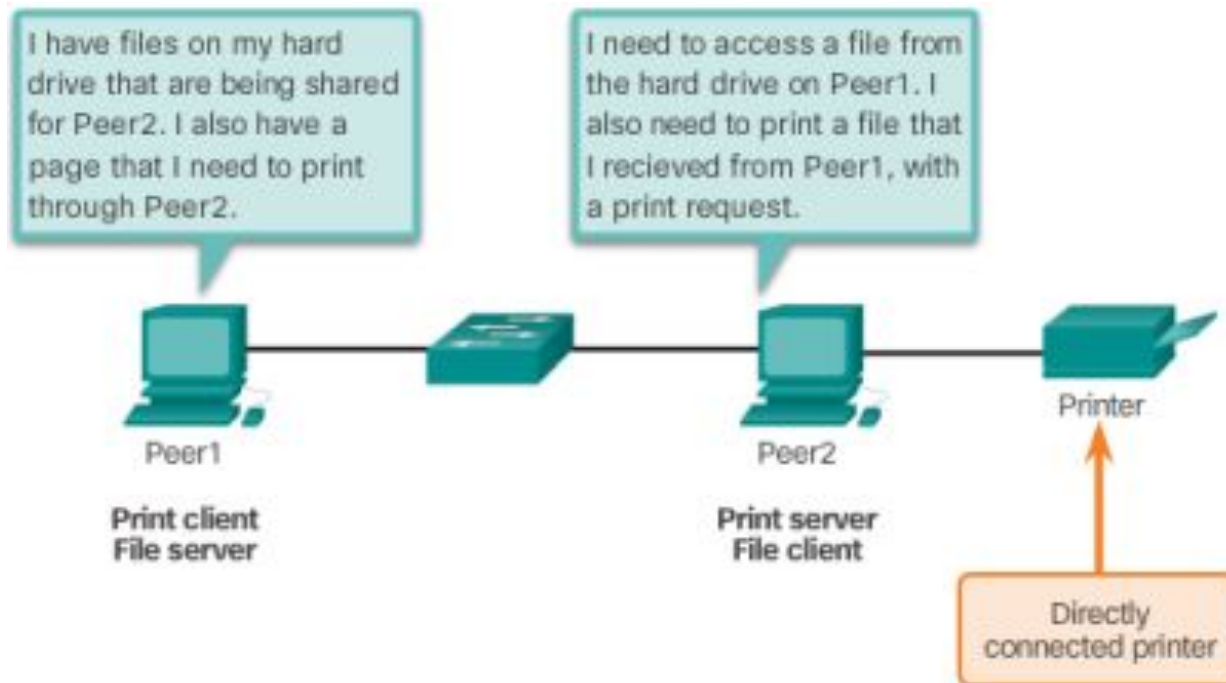 I have files on my hard
drive that are being shared
for Peer2. I also have a
page that I need to print
through Peer2.
I need to access a file from
the hard drive on Peer1. I
also need to print a file that
I recieved from Peer1, with
a print request.
Peer1
Peer2
Printer
Print client
File server
Print server
File client
Directly
connected printer